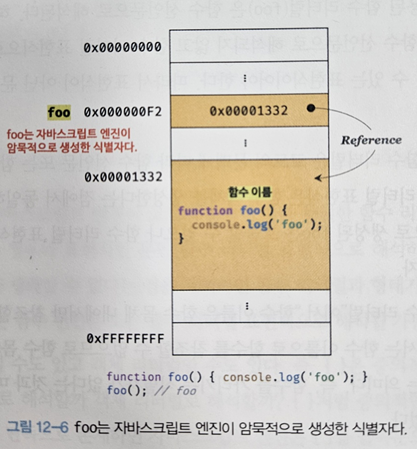 0x00000000
⋮
foo 0x000000F2 0x00001332
foo는 자바스크립트 엔진이
암묵적으로 생성한 식별자다.
⋮
Reference
0x00001332
함수 이름
function foo() {
console.log('foo');
}
⋮
0xFFFFFFFF
function foo() { console.log('foo'); }
foo(); // foo
그림 12-6 foo는 자바스크립트 엔진이 암묵적으로 생성한 식별자다.